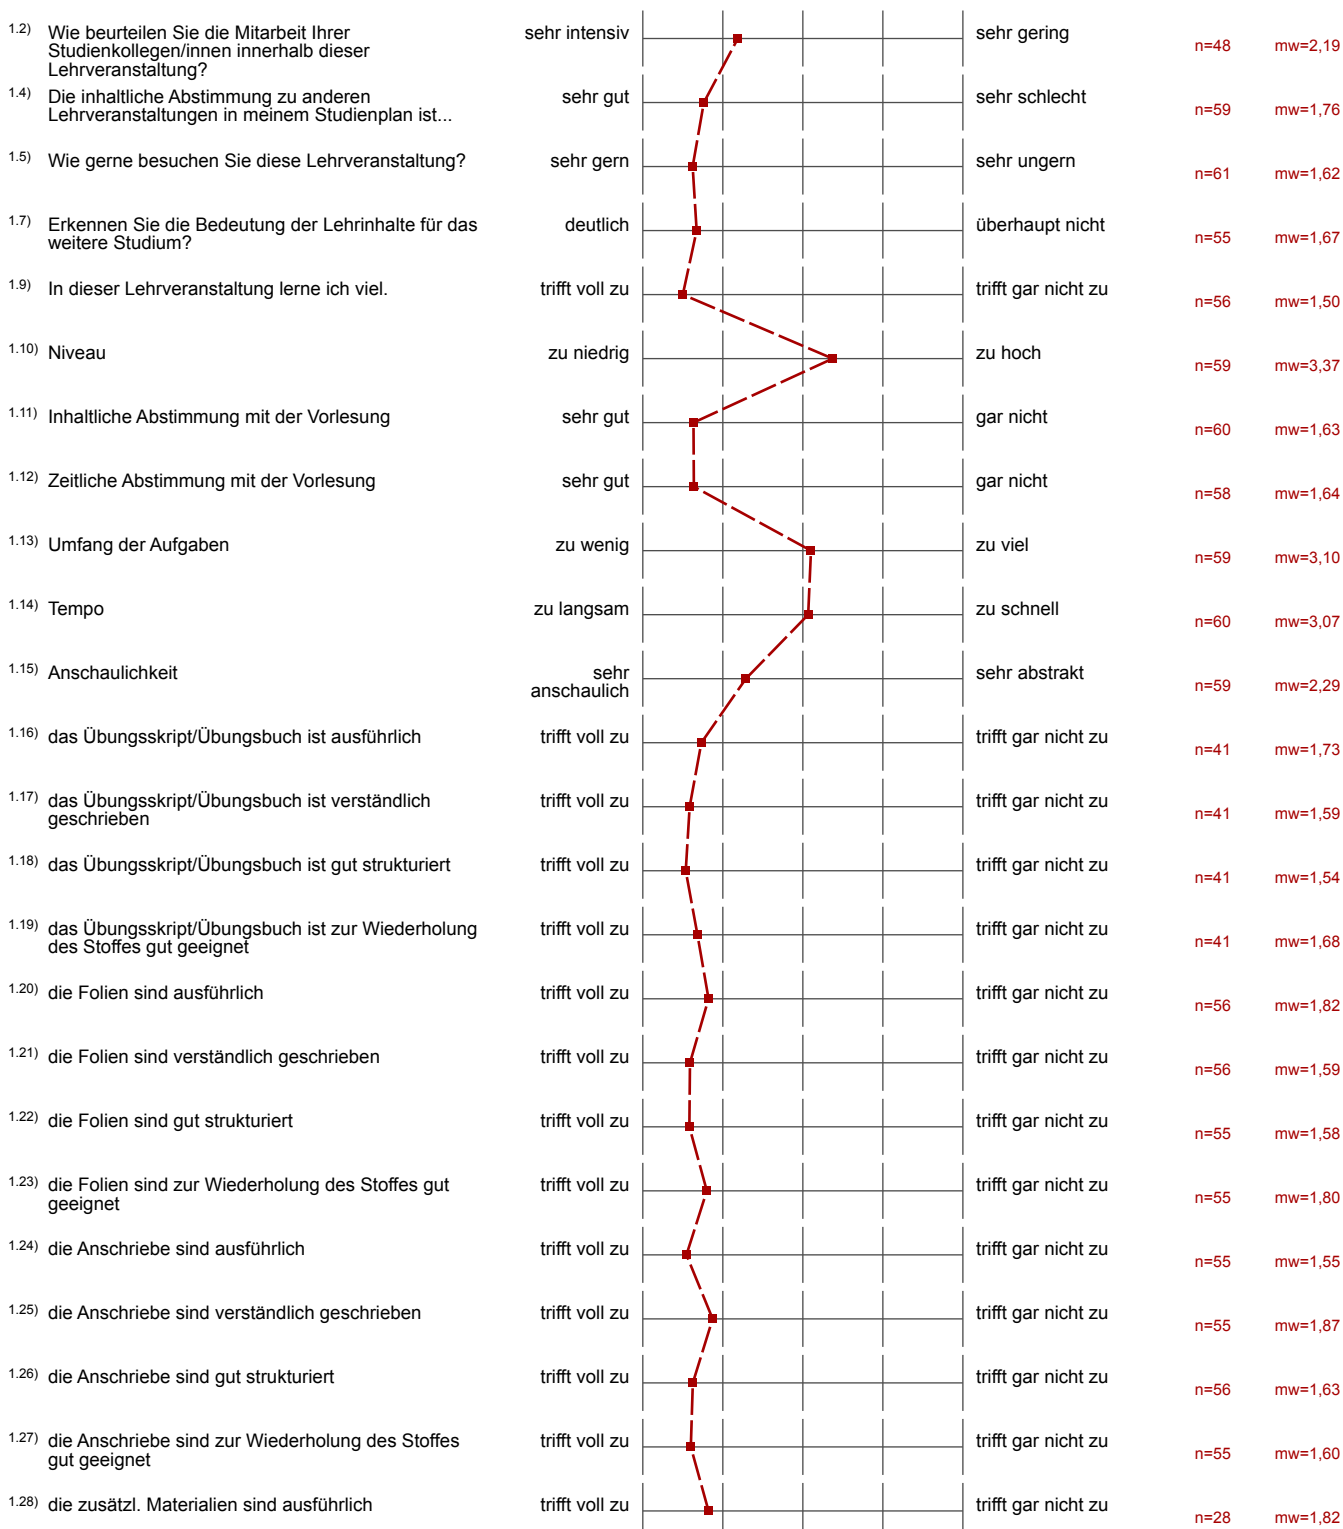 1.2) Wie beurteilen Sie die Mitarbeit Ihrer
Studienkollegen/innen innerhalb dieser
Lehrveranstaltung?
sehr intensiv
sehr gering
n=48 mw=2,19
1.4) Die inhaltliche Abstimmung zu anderen
Lehrveranstaltungen in meinem Studienplan ist...
sehr gut
sehr schlecht
n=59 mw=1,76
1.5) Wie gerne besuchen Sie diese Lehrveranstaltung?
sehr gern
sehr ungern
n=61 mw=1,62
1.7) Erkennen Sie die Bedeutung der Lehrinhalte für das
weitere Studium?
deutlich
überhaupt nicht
n=55 mw=1,67
1.9) In dieser Lehrveranstaltung lerne ich viel.
trifft voll zu
trifft gar nicht zu
n=56 mw=1,50
1.10) Niveau
zu niedrig
zu hoch
n=59 mw=3,37
1.11) Inhaltliche Abstimmung mit der Vorlesung
sehr gut
gar nicht
n=60 mw=1,63
1.12) Zeitliche Abstimmung mit der Vorlesung
sehr gut
gar nicht
n=58 mw=1,64
1.13) Umfang der Aufgaben
zu wenig
zu viel
n=59 mw=3,10
1.14) Tempo
zu langsam
zu schnell
n=60 mw=3,07
1.15) Anschaulichkeit
sehr
anschaulich
sehr abstrakt
n=59 mw=2,29
1.16) das Übungsskript/Übungsbuch ist ausführlich
trifft voll zu
trifft gar nicht zu
n=41 mw=1,73
1.17) das Übungsskript/Übungsbuch ist verständlich
geschrieben
trifft voll zu
trifft gar nicht zu
n=41 mw=1,59
1.18) das Übungsskript/Übungsbuch ist gut strukturiert
trifft voll zu
trifft gar nicht zu
n=41 mw=1,54
1.19) das Übungsskript/Übungsbuch ist zur Wiederholung
des Stoffes gut geeignet
trifft voll zu
trifft gar nicht zu
n=41 mw=1,68
1.20) die Folien sind ausführlich
trifft voll zu
trifft gar nicht zu
n=56 mw=1,82
1.21) die Folien sind verständlich geschrieben
trifft voll zu
trifft gar nicht zu
n=56 mw=1,59
1.22) die Folien sind gut strukturiert
trifft voll zu
trifft gar nicht zu
n=55 mw=1,58
1.23) die Folien sind zur Wiederholung des Stoffes gut
geeignet
trifft voll zu
trifft gar nicht zu
n=55 mw=1,80
1.24) die Anschriebe sind ausführlich
trifft voll zu
trifft gar nicht zu
n=55 mw=1,55
1.25) die Anschriebe sind verständlich geschrieben
trifft voll zu
trifft gar nicht zu
n=55 mw=1,87
1.26) die Anschriebe sind gut strukturiert
trifft voll zu
trifft gar nicht zu
n=56 mw=1,63
1.27) die Anschriebe sind zur Wiederholung des Stoffes
gut geeignet
trifft voll zu
trifft gar nicht zu
n=55 mw=1,60
1.28) die zusätzl. Materialien sind ausführlich
trifft voll zu
trifft gar nicht zu
n=28 mw=1,82